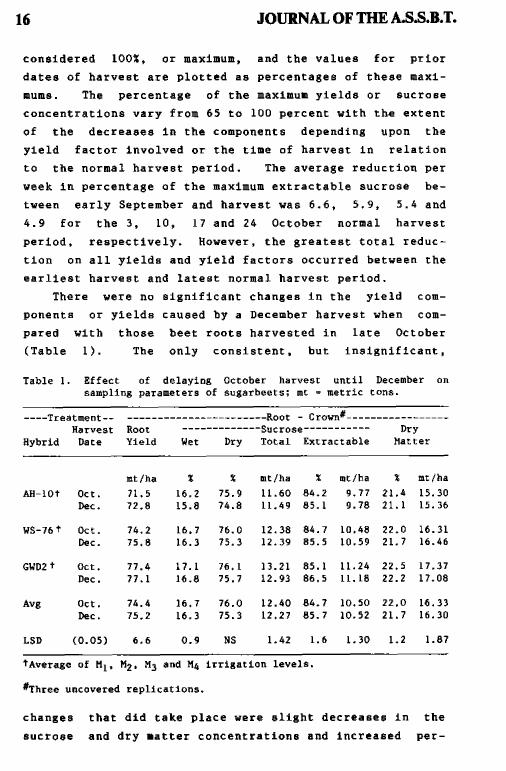 16 JOURNAL OF THE A.S.S.B.T.
considered 100%, or maximum, and the values for prior
dates of harvest are plotted as percentages of these maxi-
mums. The percentage of the maximum yields or sucrose
concentrations vary from 65 to 100 percent with the extent
of the decreases in the components depending upon the
yield factor involved or the time of harvest in relation
to the normal harvest period. The average reduction per
week in percentage of the maximum extractable sucrose be-
tween early September and harvest was 6.6, 5.9, 5.4 and
4.9 for the 3, 10, 17 and 24 October normal harvest
period, respectively. However, the greatest total reduc-
tion on all yields and yield factors occurred between the
earliest harvest and latest normal harvest period.
There were no significant changes in the yield com-
ponents or yields caused by a December harvest when com-
pared with those beet roots harvested in late October
(Table 1). The only consistent, but insignificant,
Table 1. Effect of delaying October harvest until December on
sampling parameters of sugarbeets; mt = metric tons.
----Treatment-- -----------------------Root - Crown#-----------------
Harvest Root -------------Sucrose----------- Dry
Hybrid Date Yield Wet Dry Total Extractable Matter
mt/ha % % mt/ha % mt/ha % mt/ha
AH-10† Oct. 71.5 16.2 75.9 11.60 84.2 9.77 21.4 15.30
Dec. 72.8 15.8 74.8 11.49 85.1 9.78 21.1 15.36
WS-76† Oct. 74.2 16.7 76.0 12.38 84.7 10.48 22.0 16.31
Dec. 75.8 16.3 75.3 12.39 85.5 10.59 21.7 16.46
GWD2† Oct. 77.4 17.1 76.1 13.21 85.1 11.24 22.5 17.37
Dec. 77.1 16.8 75.7 12.93 86.5 11.18 22.2 17.08
Avg Oct. 74.4 16.7 76.0 12.40 84.7 10.50 22.0 16.33
Dec. 75.2 16.3 75.3 12.27 85.7 10.52 21.7 16.30
LSD (0.05) 6.6 0.9 NS 1.42 1.6 1.30 1.2 1.87
†Average of M1, M2, M3 and M4 irrigation levels.
#Three uncovered replications.
changes that did take place were slight decreases in the
sucrose and dry matter concentrations and increased per-